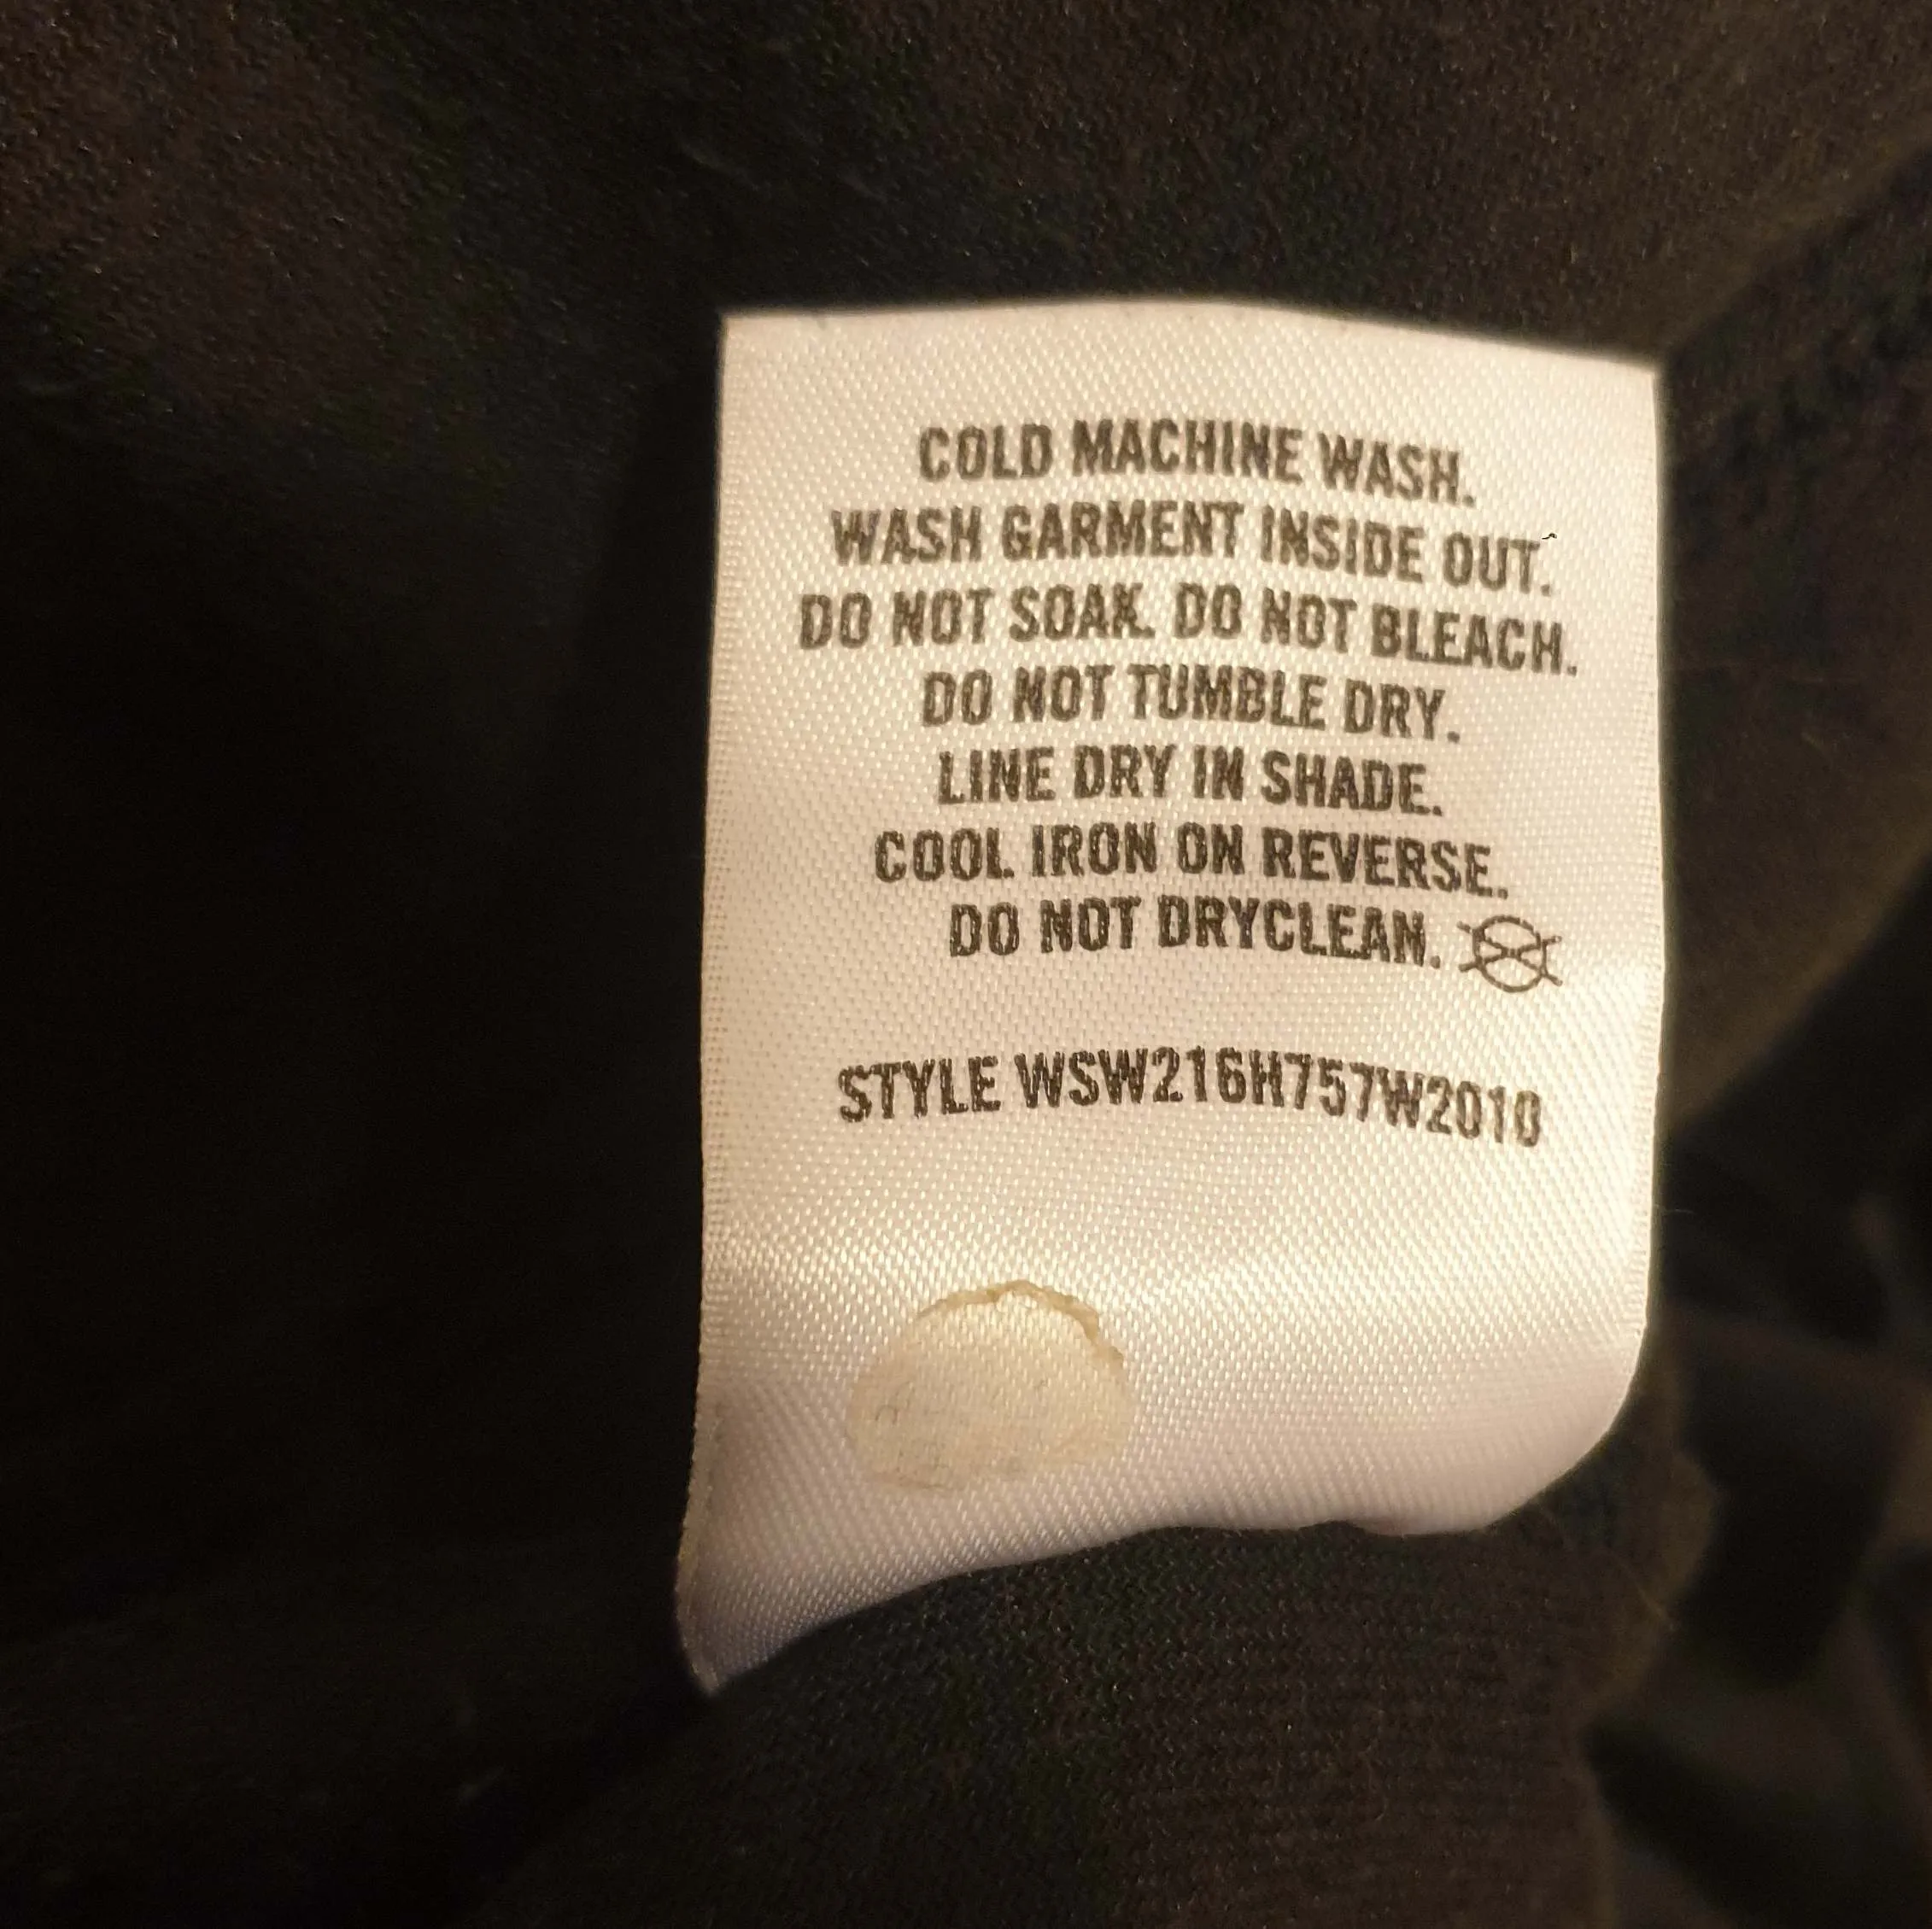 COLD MACHINE WASH.
WASH GARMENT INSIDE OUT.
DO NOT SOAK. DO NOT BLEACH.
DO NOT TUMBLE DRY.
LINE DRY IN SHADE.
COOL IRON ON REVERSE.
DO NOT DRYCLEAN.
STYLE WSW216H757W2010